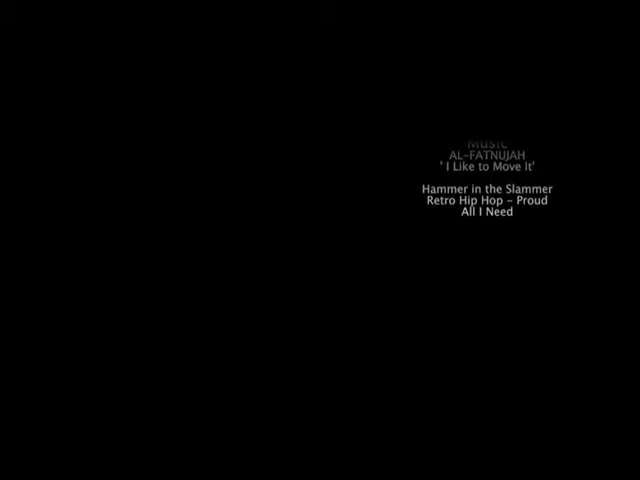 Music
AL-FATNUJAH
' I Like to Move It'
Hammer in the Slammer
Retro Hip Hop - Proud
All I Need